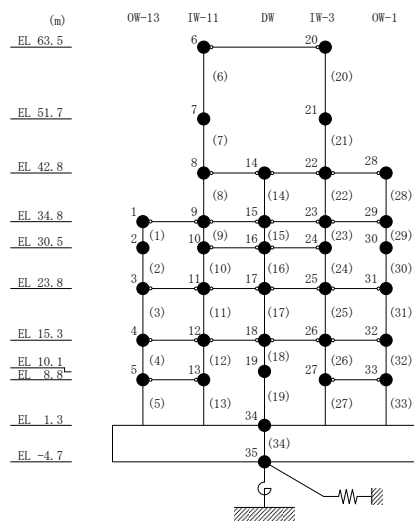 (m) OW-13 IW-11 DW IW-3 OW-1
EL 63.5 6 20
(6) (20)
EL 51.7 7 21
(7) (21)
EL 42.8 8 14 22 28
(8) (14) (22) (28)
EL 34.8 1 9 15 23 29
(1) (9) (15) (23) (29)
EL 30.5 2 10 16 24 30
(2) (10) (16) (24) (30)
EL 23.8 3 11 17 25 31
(3) (11) (17) (25) (31)
EL 15.3 4 12 18 26 32
(4) (12) (18) (26) (32)
EL 10.1 19
EL 8.8 5 13 27 33
(5) (13) (19) (27) (33)
EL 1.3 34
(34)
EL -4.7 35